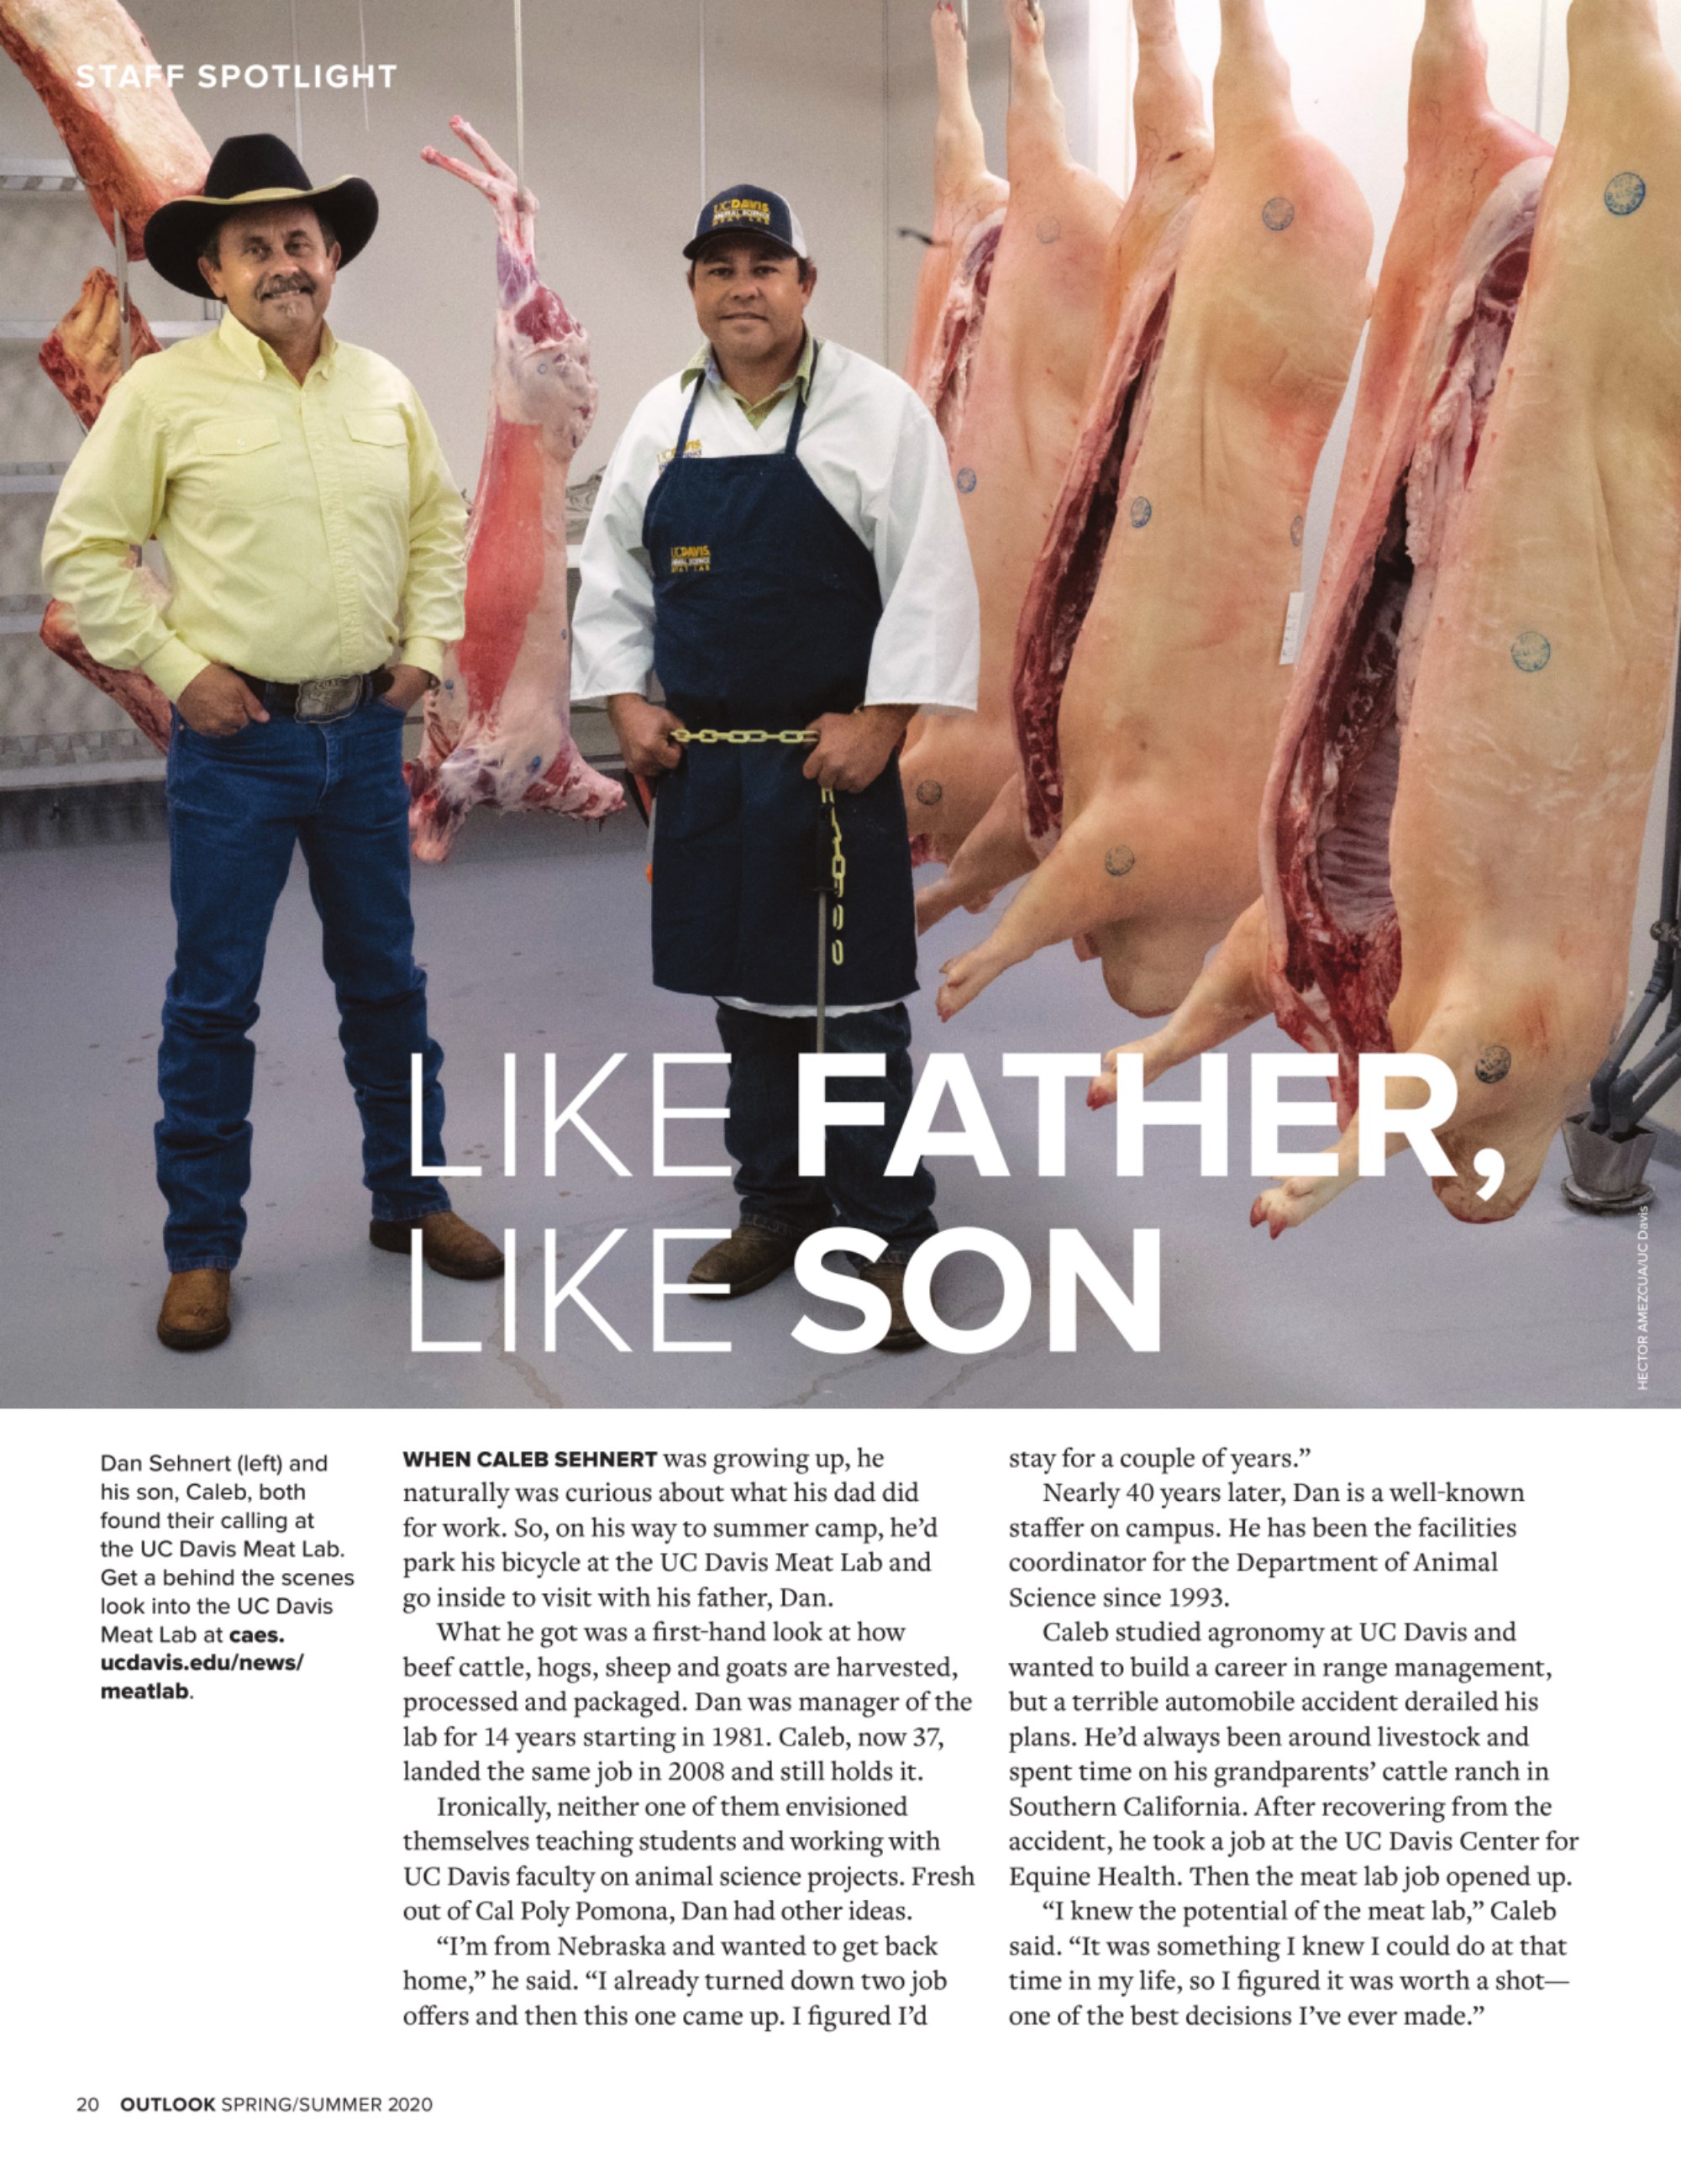 STAFF SPOTLIGHT
UC DAVIS
ANIMAL SCIENCE
MEAT LAB
UC DAVIS
ANIMAL SCIENCE
MEAT LAB
LIKE FATHER,
LIKE SON
HECTOR AMEZCUA/UC Davis
Dan Sehnert (left) and
his son, Caleb, both
found their calling at
the UC Davis Meat Lab.
Get a behind the scenes
look into the UC Davis
Meat Lab at caes.
ucdavis.edu/news/
meatlab.
WHEN CALEB SEHNERT was growing up, he
naturally was curious about what his dad did
for work. So, on his way to summer camp, he’d
park his bicycle at the UC Davis Meat Lab and
go inside to visit with his father, Dan.
What he got was a first-hand look at how
beef cattle, hogs, sheep and goats are harvested,
processed and packaged. Dan was manager of the
lab for 14 years starting in 1981. Caleb, now 37,
landed the same job in 2008 and still holds it.
Ironically, neither one of them envisioned
themselves teaching students and working with
UC Davis faculty on animal science projects. Fresh
out of Cal Poly Pomona, Dan had other ideas.
“I’m from Nebraska and wanted to get back
home,” he said. “I already turned down two job
offers and then this one came up. I figured I’d
stay for a couple of years.”
Nearly 40 years later, Dan is a well-known
staffer on campus. He has been the facilities
coordinator for the Department of Animal
Science since 1993.
Caleb studied agronomy at UC Davis and
wanted to build a career in range management,
but a terrible automobile accident derailed his
plans. He’d always been around livestock and
spent time on his grandparents’ cattle ranch in
Southern California. After recovering from the
accident, he took a job at the UC Davis Center for
Equine Health. Then the meat lab job opened up.
“I knew the potential of the meat lab,” Caleb
said. “It was something I knew I could do at that
time in my life, so I figured it was worth a shot—
one of the best decisions I’ve ever made.”
20 OUTLOOK SPRING/SUMMER 2020